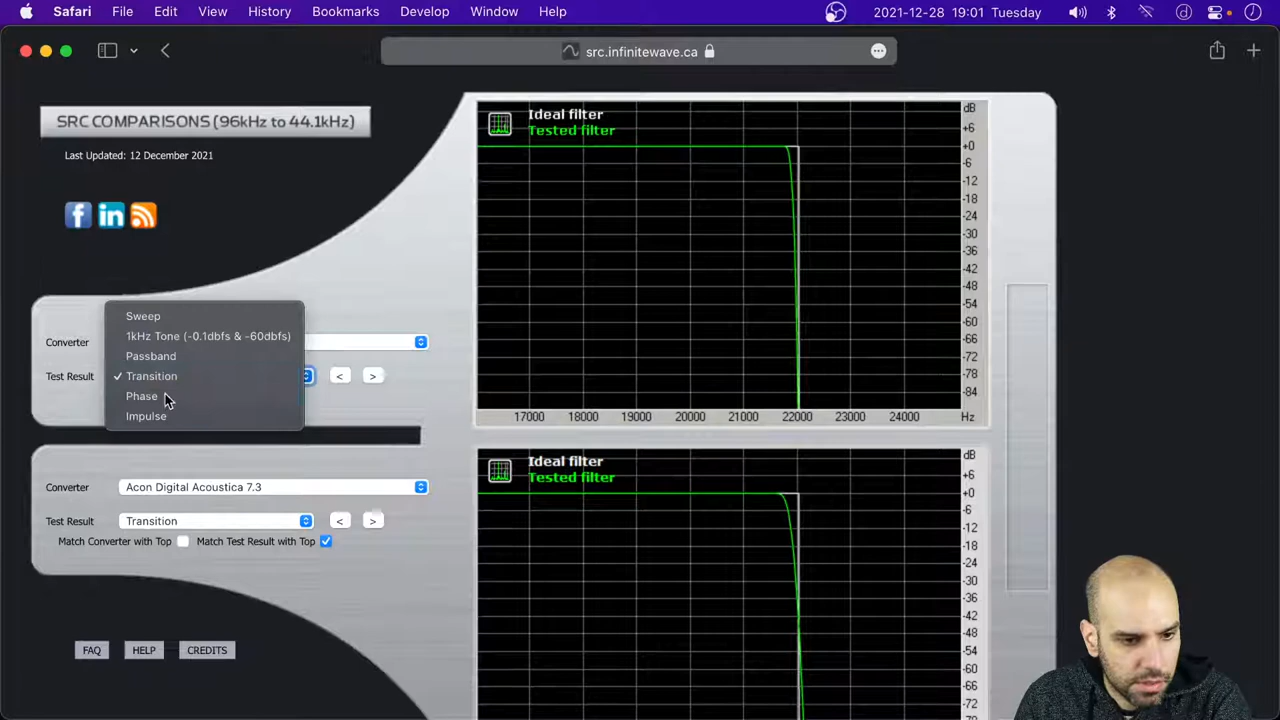 Safari File Edit View History Bookmarks Develop Window Help 2021-12-28 19:01 Tuesday
src.infinitewave.ca
SRC COMPARISONS (96kHz to 44.1kHz)
Last Updated: 12 December 2021
Converter
Test Result
Sweep
1kHz Tone (-0.1dbfs & -60dbfs)
Passband
✓ Transition
Phase
Impulse
< >
Converter Acon Digital Acoustica 7.3
Test Result Transition < >
Match Converter with Top Match Test Result with Top
FAQ HELP CREDITS
Ideal filter
Tested filter
dB
+6
+0
-6
-12
-18
-24
-30
-36
-42
-48
-54
-60
-66
-72
-78
-84
17000 18000 19000 20000 21000 22000 23000 24000 Hz
Ideal filter
Tested filter
dB
+6
+0
-6
-12
-18
-24
-30
-36
-42
-48
-54
-60
-66
-72